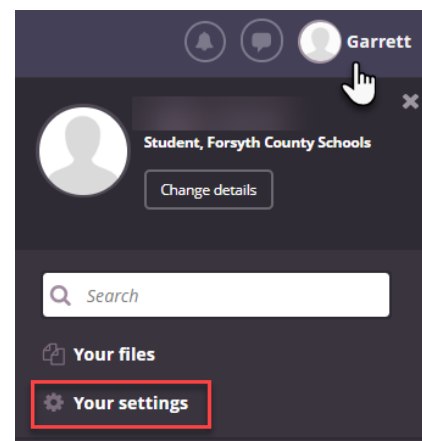 Garrett
Student, Forsyth County Schools
Change details
Search
Your files
Your settings